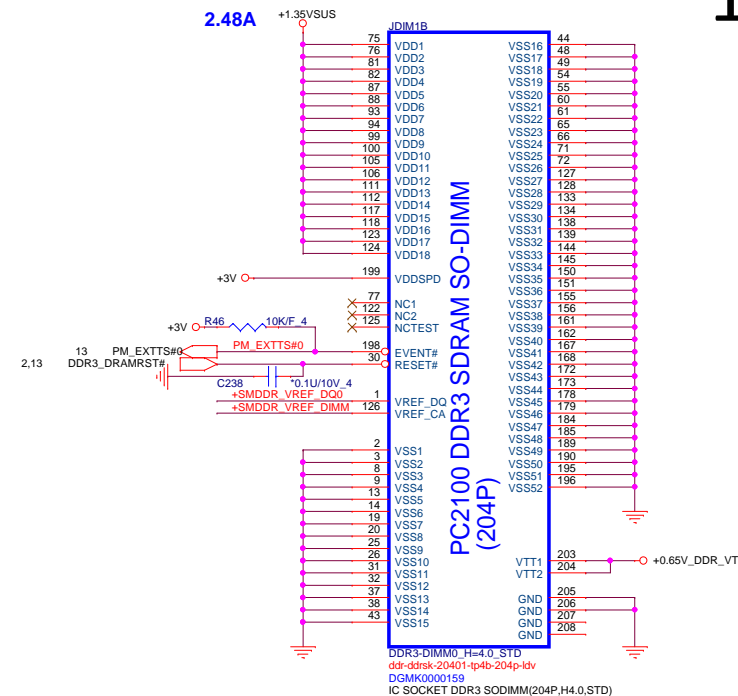 2.48A
+1.35VSUS
JDIM1B
75 VDD1 VSS16 44
76 VDD2 VSS17 48
81 VDD3 VSS18 49
82 VDD4 VSS19 54
87 VDD5 VSS20 55
88 VDD6 VSS21 60
93 VDD7 VSS22 61
94 VDD8 VSS23 65
99 VDD9 VSS24 66
100 VDD10 VSS25 71
105 VDD11 VSS26 72
106 VDD12 VSS27 127
111 VDD13 VSS28 128
112 VDD14 VSS29 133
117 VDD15 VSS30 134
118 VDD16 VSS31 138
123 VDD17 VSS32 139
124 VDD18 VSS33 144
VSS34 145
+3V 199 VDDSPD VSS35 150
VSS36 151
77 NC1 VSS37 155
122 NC2 VSS38 156
125 NCTEST VSS39 161
+3V R46 10K/F_4 VSS40 162
2,13 13 PM_EXTTS#0 PM_EXTTS#0 198 EVENT# VSS41 167
DDR3_DRAMRST# 30 RESET# VSS42 168
VSS43 172
C238 *0.1U/10V_4 VSS44 173
+SMDDR_VREF_DQ0 1 VREF_DQ VSS45 178
+SMDDR_VREF_DIMM 126 VREF_CA VSS46 179
VSS47 184
VSS48 185
2 VSS1 VSS49 189
3 VSS2 VSS50 190
8 VSS3 VSS51 195
9 VSS4 VSS52 196
13 VSS5
14 VSS6
19 VSS7
20 VSS8
25 VSS9
26 VSS10 VTT1 203
31 VSS11 VTT2 204
+0.65V_DDR_VT
32 VSS12
37 VSS13 GND 205
38 VSS14 GND 206
43 VSS15 GND 207
GND 208
PC2100 DDR3 SDRAM SO-DIMM
(204P)
DDR3-DIMM0_H=4.0_STD
ddr-ddrsk-20401-tp4b-204p-ldv
DGMK0000159
IC SOCKET DDR3 SODIMM(204P,H4.0,STD)